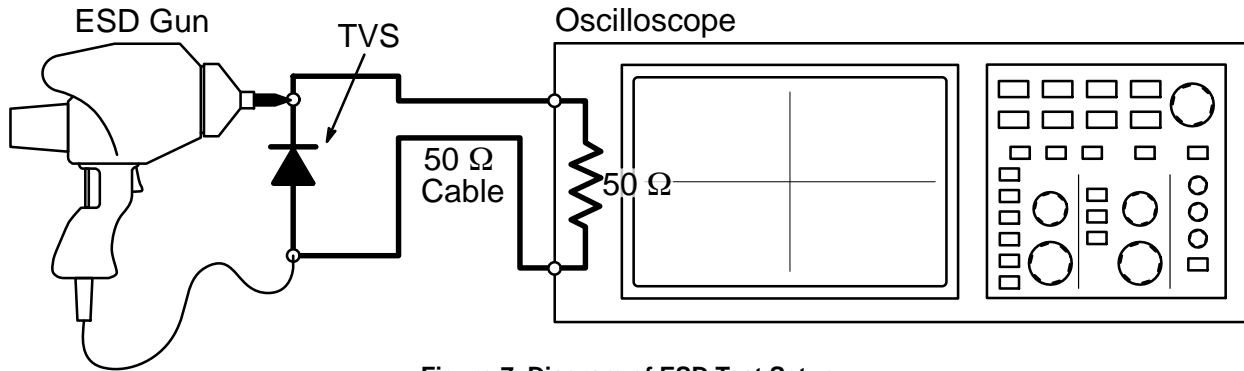 ESD Gun
TVS
Oscilloscope
50 Ω
Cable
50 Ω